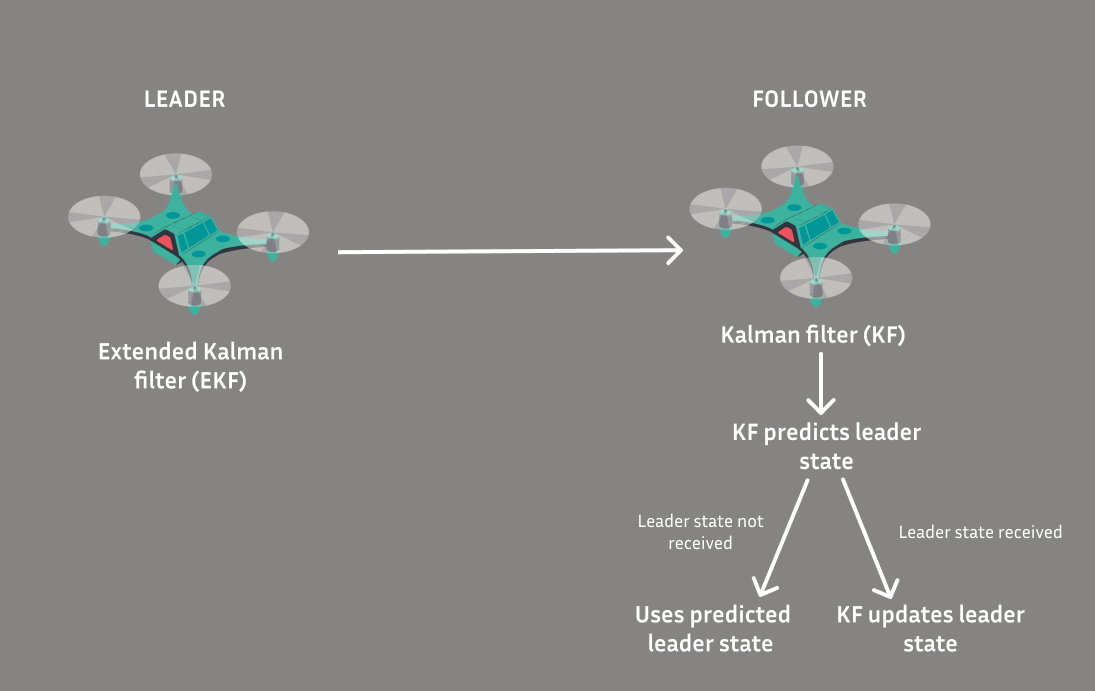 LEADER
FOLLOWER
Extended Kalman
filter (EKF)
Kalman filter (KF)
KF predicts leader
state
Leader state not
received
Leader state received
Uses predicted
leader state
KF updates leader
state